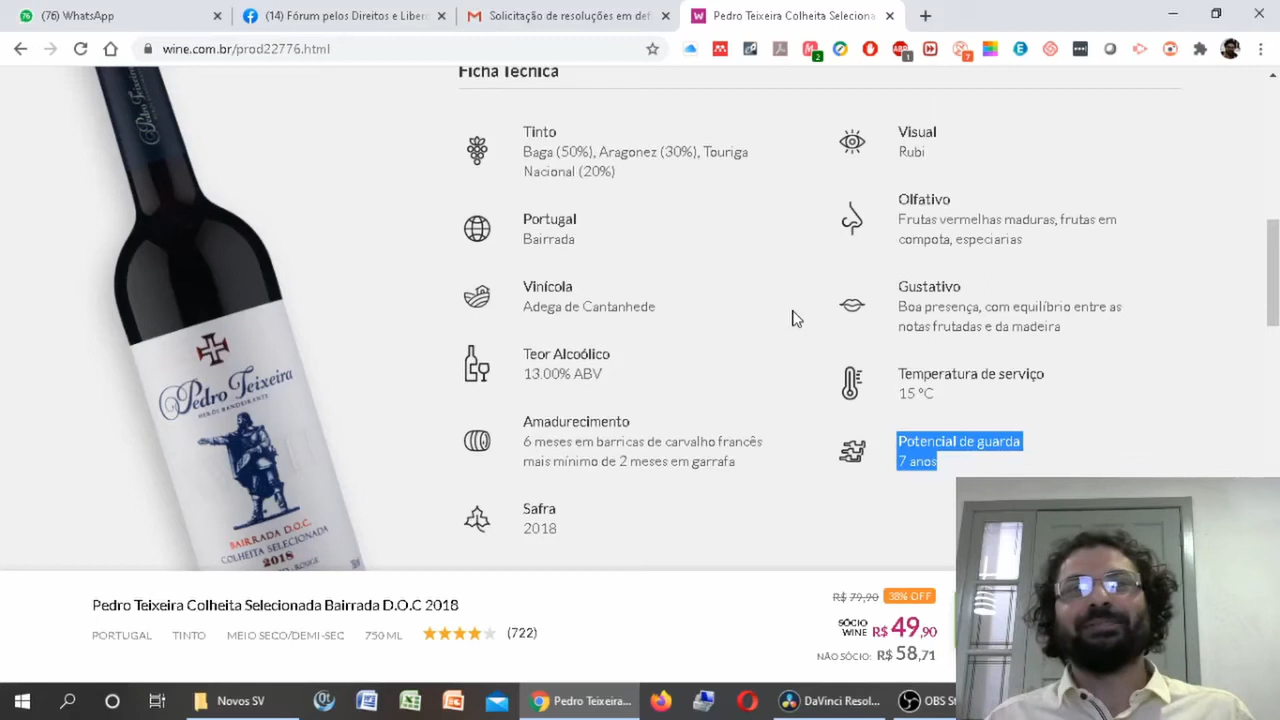 (76) WhatsApp
(14) Fórum pelos Direitos e Liber
Solicitação de resoluções em def
Pedro Teixeira Colheita Seleciona
wine.com.br/prod22776.html
Ficha Técnica
Tinto
Baga (50%), Aragonez (30%), Touriga
Nacional (20%)
Portugal
Bairrada
Vinícola
Adega de Cantanhede
Teor Alcoólico
13.00% ABV
Amadurecimento
6 meses em barricas de carvalho francês
mais mínimo de 2 meses em garrafa
Safra
2018
Visual
Rubi
Olfativo
Frutas vermelhas maduras, frutas em
compota, especiarias
Gustativo
Boa presença, com equilíbrio entre as
notas frutadas e da madeira
Temperatura de serviço
15 °C
Potencial de guarda
7 anos
Pedro Teixeira
Pedro Teixeira
HERÓI BANDEIRANTE
BAIRRADA D.O.C.
COLHEITA SELECIONADA
2018
Pedro Teixeira Colheita Selecionada Bairrada D.O.C 2018
PORTUGAL TINTO MEIO SECO/DEMI-SEC 750 ML (722)
R$ 79,90 38% OFF
SÓCIO
WINE R$ 49,90
NÃO SÓCIO: R$ 58,71
Novos SV
Pedro Teixeira...
DaVinci Resol...
OBS St